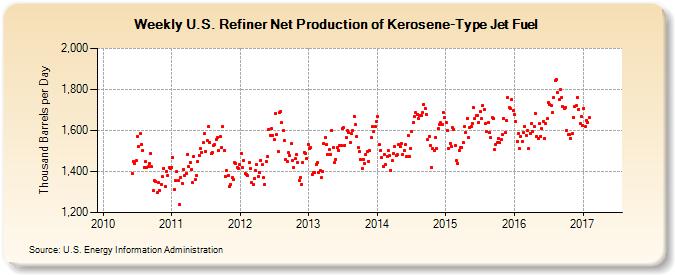 Weekly U.S. Refiner Net Production of Kerosene-Type Jet Fuel
Thousand Barrels per Day
2,000
1,800
1,600
1,400
1,200
2010 2011 2012 2013 2014 2015 2016 2017
Source: U.S. Energy Information Administration